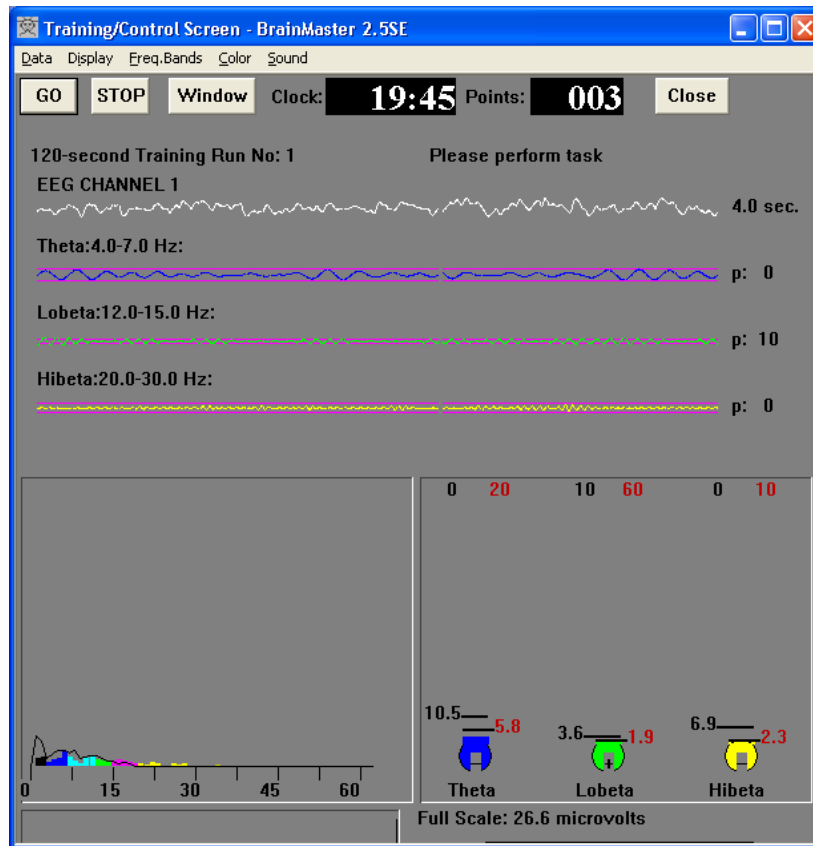 Training/Control Screen - BrainMaster 2.5SE
Data Display Freq.Bands Color Sound
GO STOP Window Clock: 19:45 Points: 003 Close
120-second Training Run No: 1 Please perform task
EEG CHANNEL 1
4.0 sec.
Theta:4.0-7.0 Hz:
p: 0
Lobeta:12.0-15.0 Hz:
p: 10
Hibeta:20.0-30.0 Hz:
p: 0
0 20 10 60 0 10
10.5 5.8 3.6 1.9 6.9 2.3
- + -
0 15 30 45 60
Theta Lobeta Hibeta
Full Scale: 26.6 microvolts